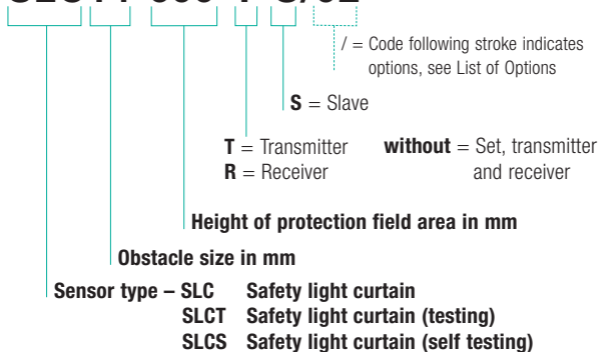 / = Code following stroke indicates
options, see List of Options
S = Slave
T = Transmitter without = Set, transmitter
R = Receiver and receiver
Height of protection field area in mm
Obstacle size in mm
Sensor type – SLC Safety light curtain
SLCT Safety light curtain (testing)
SLCS Safety light curtain (self testing)